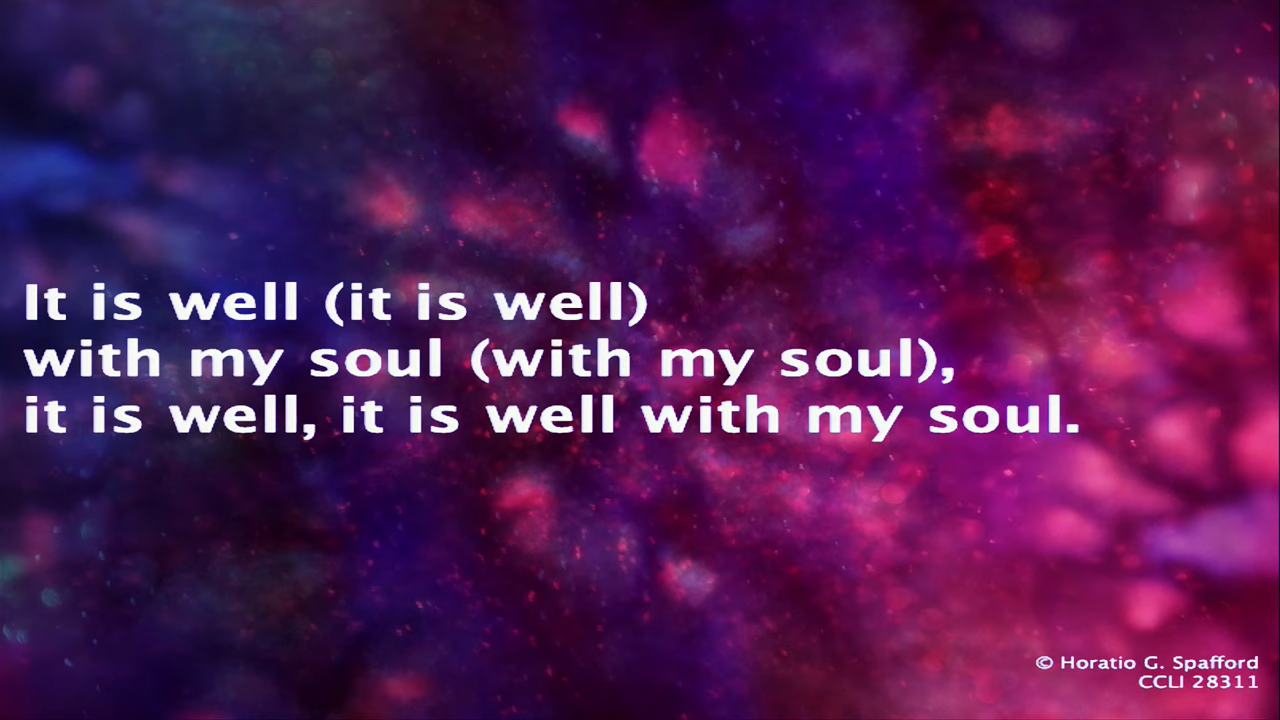 It is well (it is well)
with my soul (with my soul),
it is well, it is well with my soul.
© Horatio G. Spafford
CCLI 28311